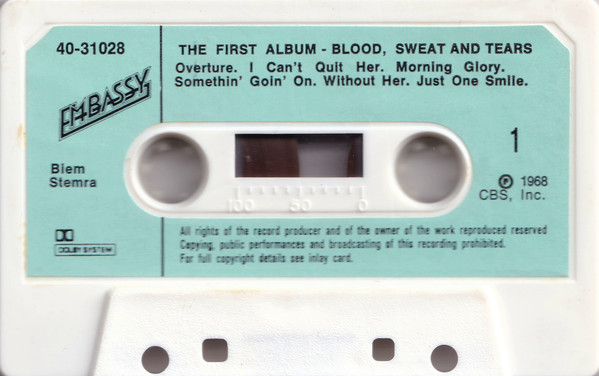 40-31028
THE FIRST ALBUM - BLOOD, SWEAT AND TEARS
Overture. I Can't Quit Her. Morning Glory.
Somethin' Goin' On. Without Her. Just One Smile.
EMBASSY
1
Biem
Stemra
℗ 1968
CBS, Inc.
100 50 0
DOLBY SYSTEM
All rights of the record producer and of the owner of the work reproduced reserved
Copying, public performances and broadcasting of this recording prohibited.
For full copyright details see inlay card.